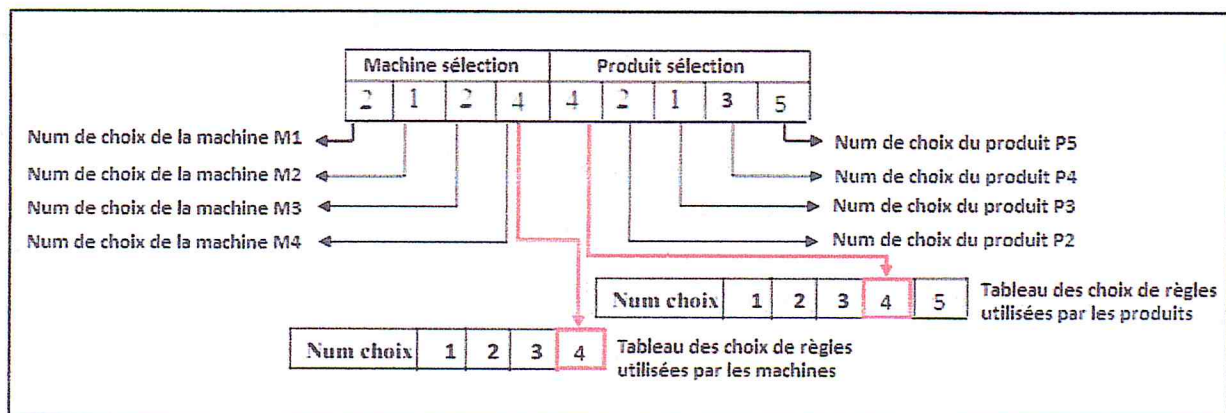 Machine sélection Produit sélection
2 1 2 4 4 2 1 3 5
Num de choix de la machine M1
Num de choix du produit P5
Num de choix de la machine M2
Num de choix du produit P4
Num de choix de la machine M3
Num de choix du produit P3
Num de choix de la machine M4
Num de choix du produit P2
Num choix 1 2 3 4 5
Tableau des choix de règles
utilisées par les produits
Num choix 1 2 3 4
Tableau des choix de règles
utilisées par les machines